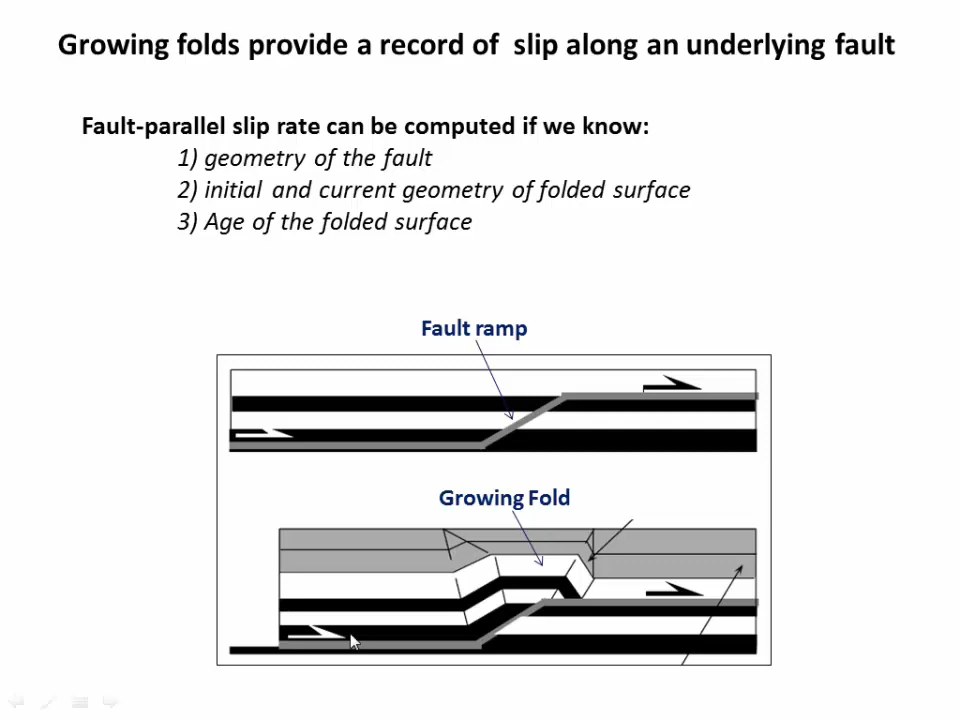 Growing folds provide a record of slip along an underlying fault
Fault-parallel slip rate can be computed if we know:
1) geometry of the fault
2) initial and current geometry of folded surface
3) Age of the folded surface
Fault ramp
Growing Fold